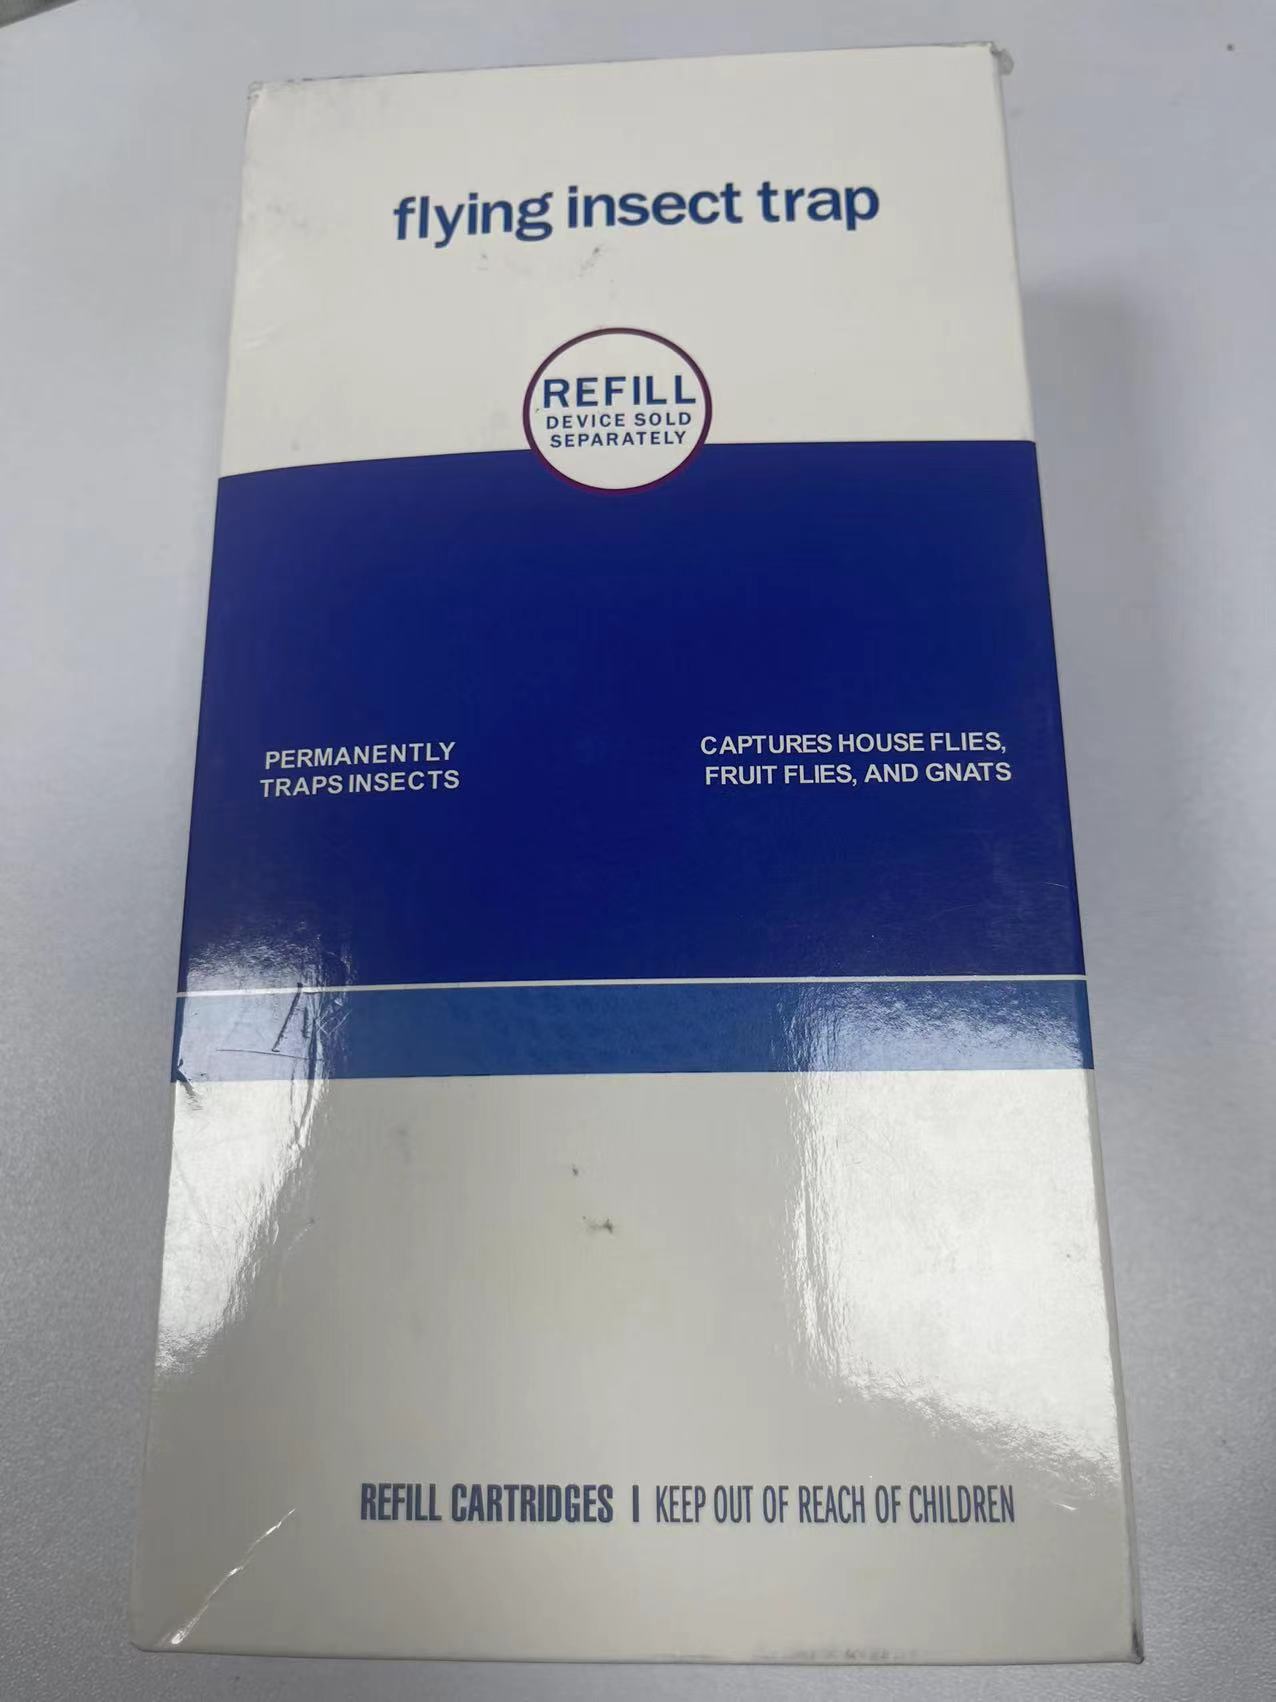 flying insect trap
REFILL
DEVICE SOLD
SEPARATELY
PERMANENTLY
TRAPS INSECTS
CAPTURES HOUSE FLIES,
FRUIT FLIES, AND GNATS
REFILL CARTRIDGES | KEEP OUT OF REACH OF CHILDREN